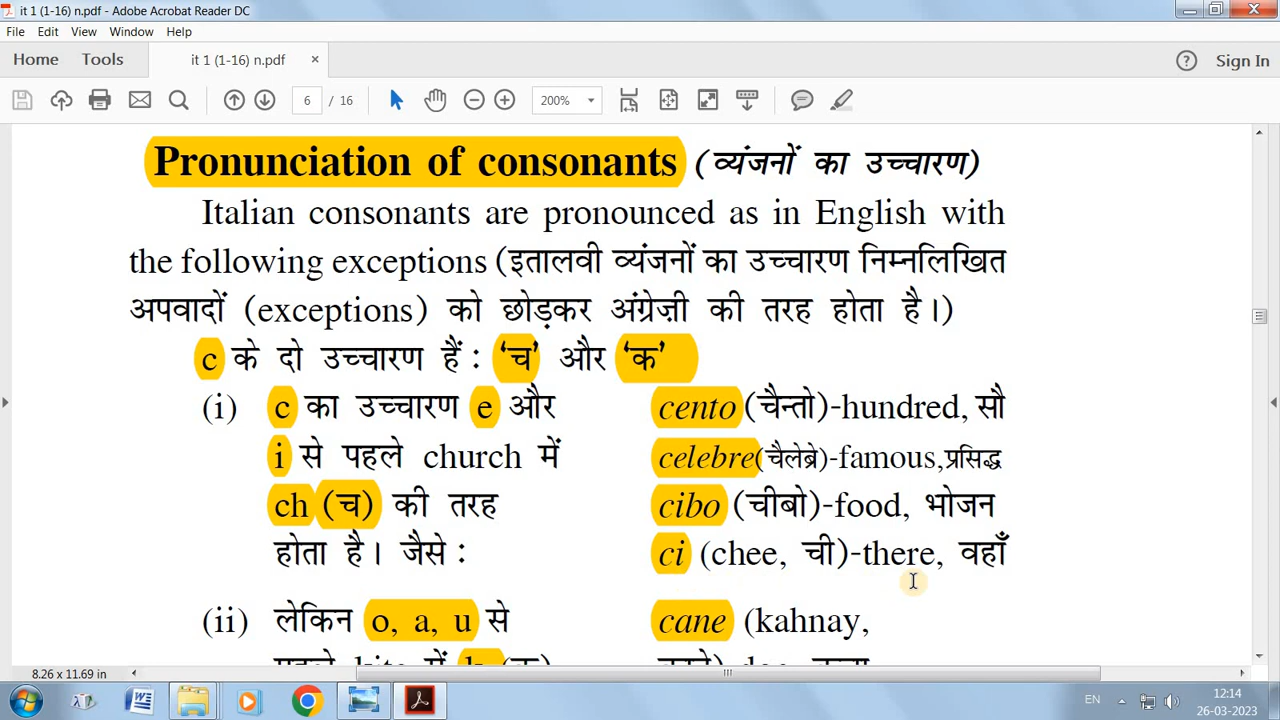 it 1 (1-16) n.pdf - Adobe Acrobat Reader DC
File Edit View Window Help
Home Tools it 1 (1-16) n.pdf × ? Sign In
6 / 16 200%
Pronunciation of consonants (व्यंजनों का उच्चारण)
Italian consonants are pronounced as in English with
the following exceptions (इतालवी व्यंजनों का उच्चारण निम्नलिखित
अपवादों (exceptions) को छोड़कर अंग्रेज़ी की तरह होता है।)
c के दो उच्चारण हैं: ‘च’ और ‘क’
(i) c का उच्चारण e और cento (चैन्तो)-hundred, सौ
i से पहले church में celebre (चैलेब्रे)-famous, प्रसिद्ध
ch (च) की तरह cibo (चीबो)-food, भोजन
होता है। जैसे: ci (chee, ची)-there, वहाँ
(ii) लेकिन o, a, u से cane (kahnay,
8.26 x 11.69 in
EN 12:14
26-03-2023